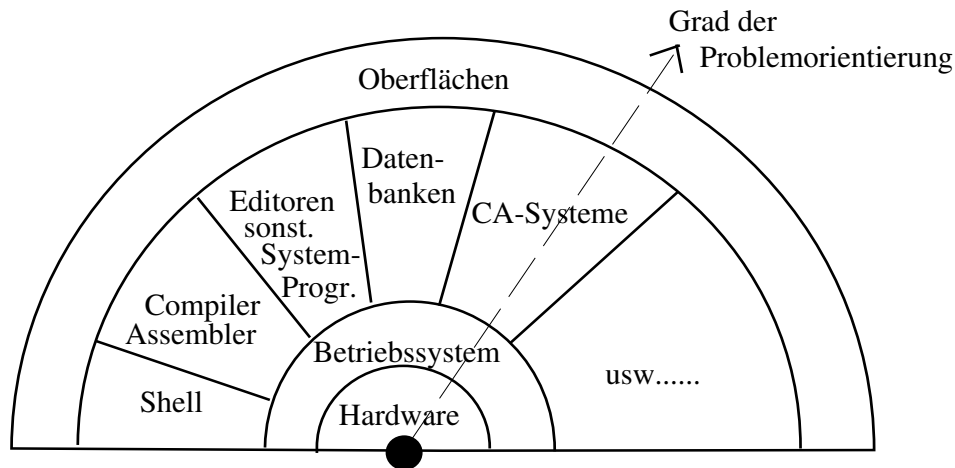 Grad der
Problemorientierung
Oberflächen
Daten-
banken
Editoren
sonst.
System-
Progr.
CA-Systeme
Compiler
Assembler
Betriebssystem
usw......
Shell
Hardware